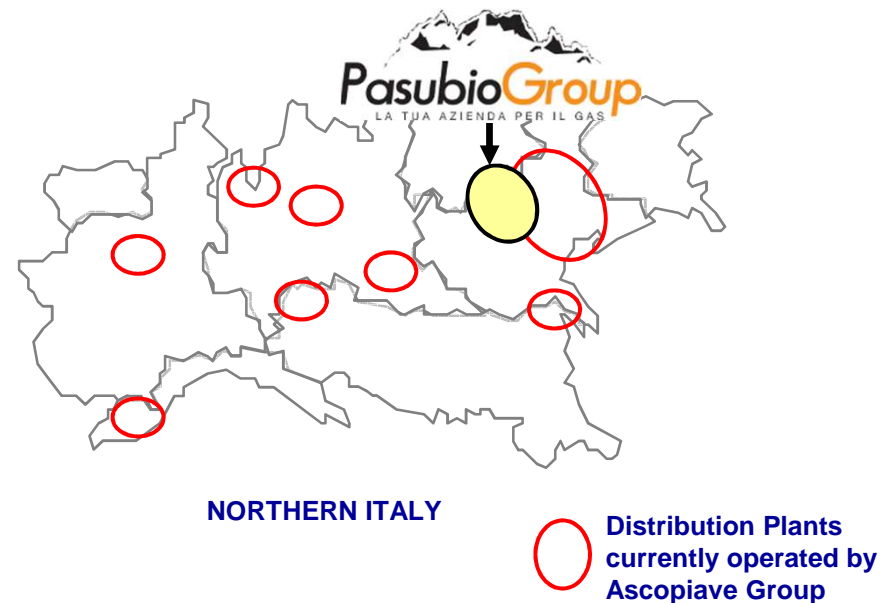 PasubioGroup
LA TUA AZIENDA PER IL GAS
NORTHERN ITALY
Distribution Plants
currently operated by
Ascopiave Group